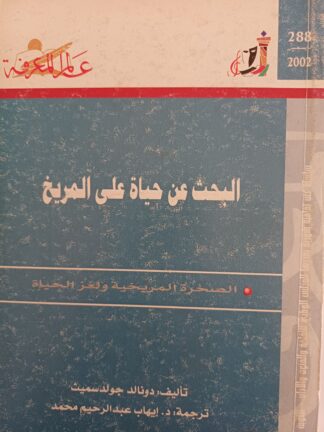 عالم المعرفة
288
ديسمبر
2002
البحث عن حياة على المريخ
الصخرة المريخية ولغز الحياة
تأليف: دونالد جولدسميث
ترجمة: د. إيهاب عبدالرحيم محمد